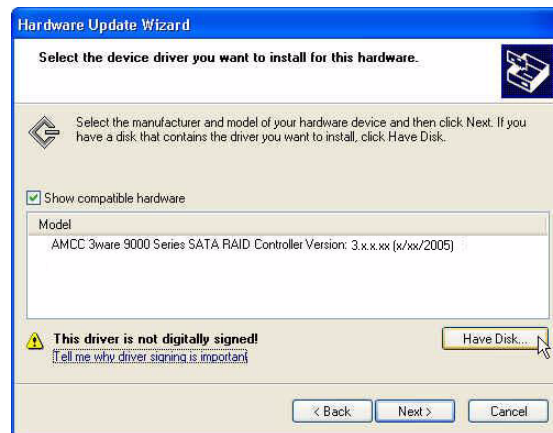 Hardware Update Wizard
Select the device driver you want to install for this hardware.
Select the manufacturer and model of your hardware device and then click Next. If you
have a disk that contains the driver you want to install, click Have Disk.
Show compatible hardware
Model
AMCC 3ware 9000 Series SATA RAID Controller Version: 3.x.x.xx (x/xx/2005)
This driver is not digitally signed!
Have Disk...
Tell me why driver signing is important
< Back
Next >
Cancel